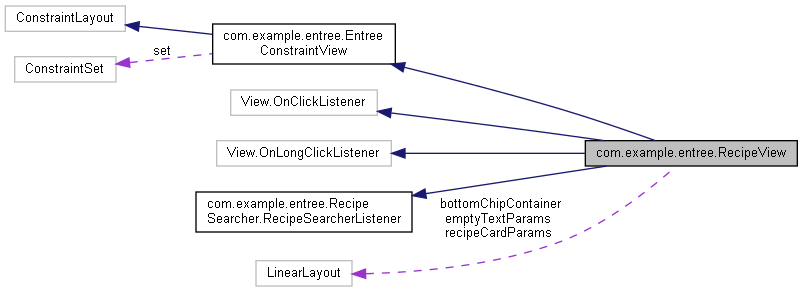 ConstraintLayout
com.example.entree.Entree
ConstraintView
set
ConstraintSet
View.OnClickListener
View.OnLongClickListener
com.example.entree.RecipeView
com.example.entree.Recipe
Searcher.RecipeSearcherListener
bottomChipContainer
emptyTextParams
recipeCardParams
LinearLayout